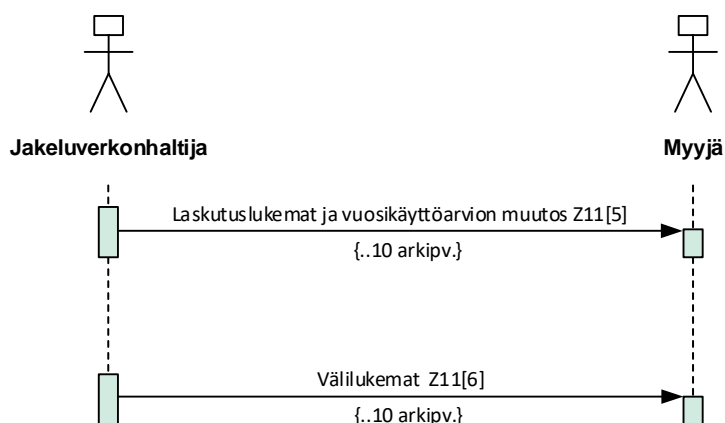 Jakeluverkonhaltija
Myyjä
Laskutuslukemat ja vuosikäyttöarvion muutos Z11[5]
{..10 arkipv.}
Välilukemat Z11[6]
{..10 arkipv.}